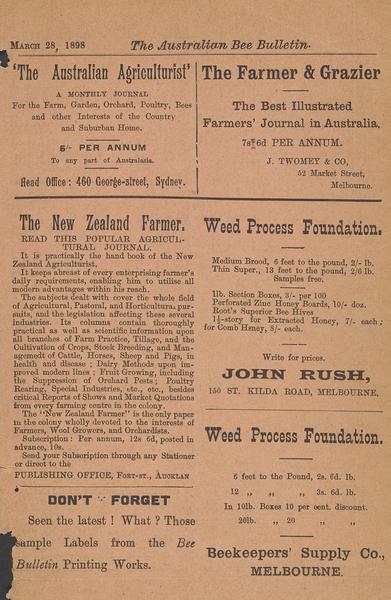 March 28, 1898 The Australian Bee Bulletin.
'The Australian Agriculturist'
A MONTHLY JOURNAL
For the Farm, Garden, Orchard, Poultry, Bees
and other Interests of the Country
and Suburban Home.
5/- PER ANNUM
To any part of Australasia.
Head Office: 460 George-street, Sydney.
The Farmer & Grazier
The Best Illustrated
Farmers' Journal in Australia.
7s 6d PER ANNUM.
J. TWOMEY & CO,
52 Market Street,
Melbourne.
The New Zealand Farmer.
READ THIS POPULAR AGRICUL-
TURAL JOURNAL.
It is practically the hand book of the New
Zealand Agriculturist.
It keeps abreast of every enterprising farmer's
daily requirements, enabling him to utilise all
modern advantages within his reach.
The subjects dealt with cover the whole field
of Agricultural, Pastoral, and Horticultura pur-
suits, and the legislation affecting these several
industries. Its columns contain thoroughly
practical as well as scientific information upon
all branches of Farm Practice, Tillage, and the
Cultivation of Crops, Stock Breeding, and Man-
agement of Cattle, Horses, Sheep and Pigs, in
health and disease; Dairy Methods upon im-
proved modern lines; Fruit Growing, including
the Suppression of Orchard Pests; Poultry
Rearing, Special Industries, etc., etc., besides
critical Reports of Shows and Market Quotations
from every farming centre in the colony.
The "New Zealand Farmer" is the only paper
in the colony wholly devoted to the interests of
Farmers, Wool Growers, and Orchardists.
Subscription: Per annum, 12s 6d, posted in
advance, 10s.
Send your Subscription through any Stationer
or direct to the
PUBLISHING OFFICE, Fort-st., Aucklan
DON'T FORGET
Seen the latest! What? Those
sample Labels from the Bee
Bulletin Printing Works.
Weed Process Foundation.
Medium Brood, 6 feet to the pound, 2/- lb.
Thin Super., 13 feet to the pound, 2/6 lb.
Samples free.
1lb. Section Boxes, 3/- per 100
Perforated Zinc Honey Boards, 10/- doz.
Root's Superior Bee Hives
1½-story for Extracted Honey, 7/- each;
for Comb Honey, 8/- each.
Write for prices.
JOHN RUSH,
150 ST. KILDA ROAD, MELBOURNE,
Weed Process Foundation.
6 feet to the Pound, 2s. 6d. lb.
12 ,, ,, ,, 3s. 6d. lb.
In 10lb. Boxes 10 per cent. discount.
20lb. ,, 20 ,, ,,
Beekeepers' Supply Co.,
MELBOURNE.